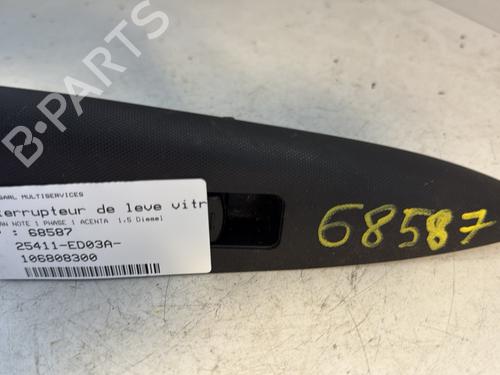 SARL MULTISERVICES
terrupteur de leve vitr
AN NOTE 1 PHASE 1 ACENTA 1,5 Diesel
: 68587
25411-ED03A-
106808300
68587
B-PARTS